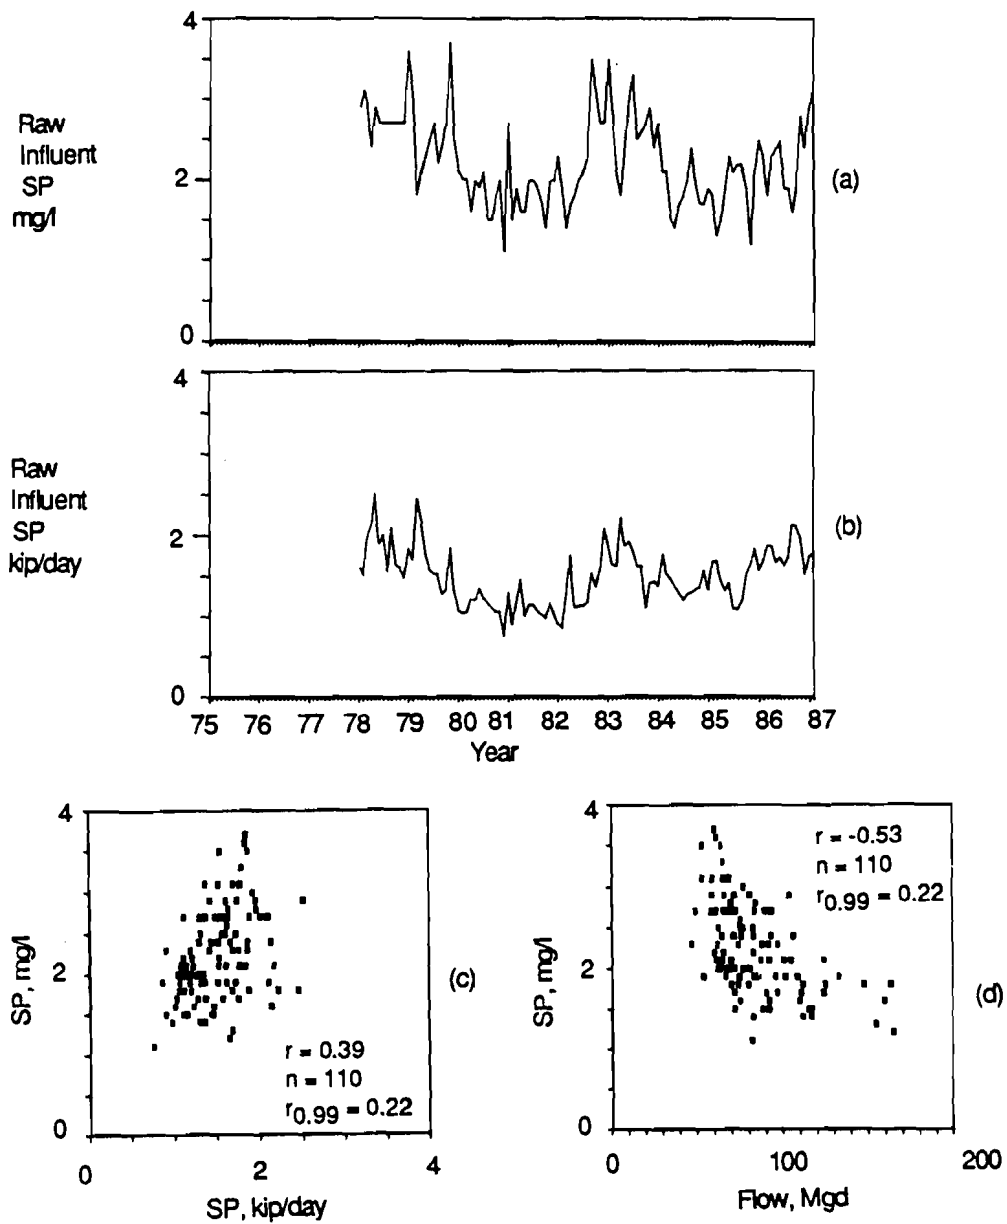 4
Raw
Influent
SP
mg/l
2
(a)
0
4
Raw
Influent
SP
kip/day
2
(b)
0
75 76 77 78 79 80 81 82 83 84 85 86 87
Year
4
SP, mg/l
2
(c)
r = 0.39
n = 110
r0.99 = 0.22
0
0 2 4
SP, kip/day
4
r = -0.53
n = 110
r0.99 = 0.22
SP, mg/l
2
(d)
0
0 100 200
Flow, Mgd